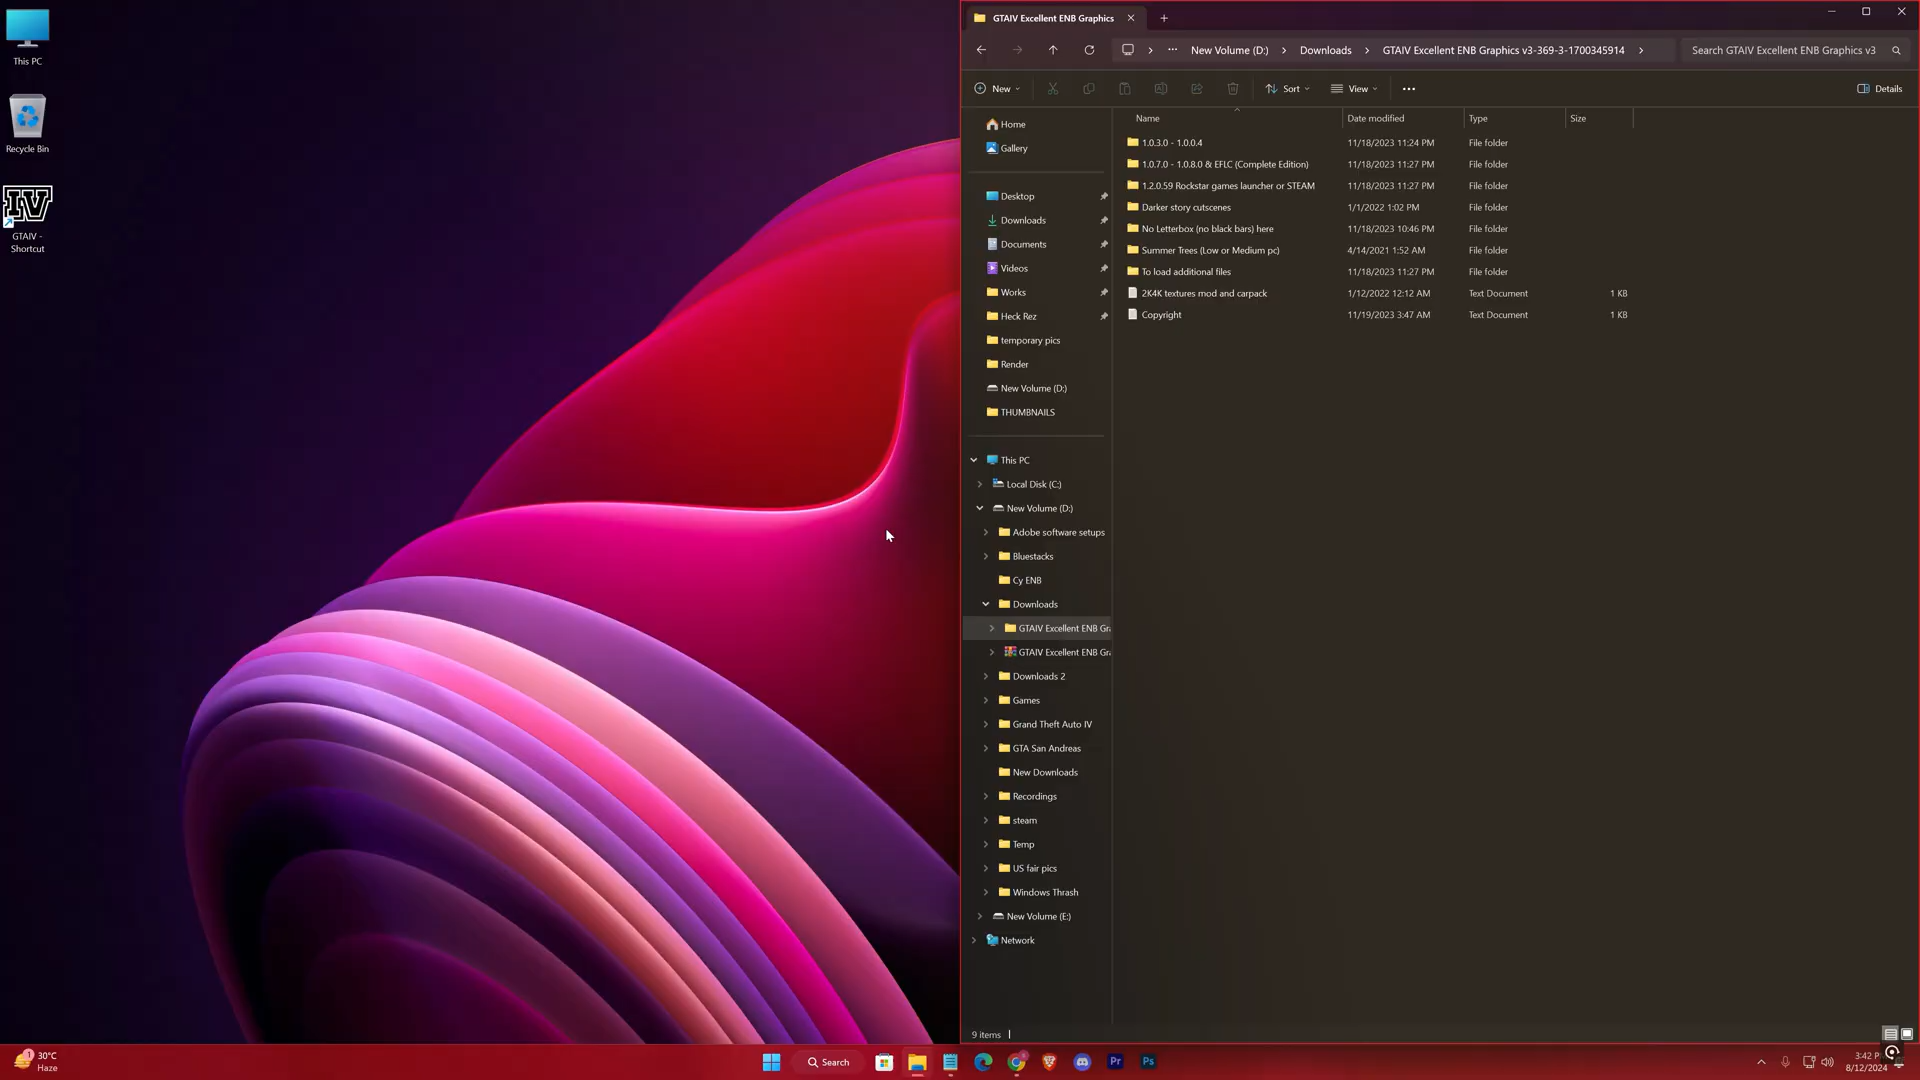 This PC
Recycle Bin
IV
GTAIV -
Shortcut
GTAIV Excellent ENB Graphics
New Volume (D:)
Downloads
GTAIV Excellent ENB Graphics v3-369-3-1700345914
Search GTAIV Excellent ENB Graphics v3
New
Sort
View
Details
Name
Date modified
Type
Size
1.0.3.0 - 1.0.0.4 11/18/2023 11:24 PM File folder
1.0.7.0 - 1.0.8.0 & EFLC (Complete Edition) 11/18/2023 11:27 PM File folder
1.2.0.59 Rockstar games launcher or STEAM 11/18/2023 11:27 PM File folder
Darker story cutscenes 1/1/2022 1:02 PM File folder
No Letterbox (no black bars) here 11/18/2023 10:46 PM File folder
Summer Trees (Low or Medium pc) 4/14/2021 1:52 AM File folder
To load additional files 11/18/2023 11:27 PM File folder
2K4K textures mod and carpack 1/12/2022 12:12 AM Text Document 1 KB
Copyright 11/19/2023 3:47 AM Text Document 1 KB
Home
Gallery
Desktop
Downloads
Documents
Videos
Works
Heck Rez
temporary pics
Render
New Volume (D:)
THUMBNAILS
This PC
Local Disk (C:)
New Volume (D:)
Adobe software setups
Bluestacks
Cy ENB
Downloads
GTAIV Excellent ENB Gr
GTAIV Excellent ENB Gr
Downloads 2
Games
Grand Theft Auto IV
GTA San Andreas
New Downloads
Recordings
steam
Temp
US fair pics
Windows Thrash
New Volume (E:)
Network
9 items
1
30°C
Haze
Search
Pr
Ps
3:42 P
8/12/2024